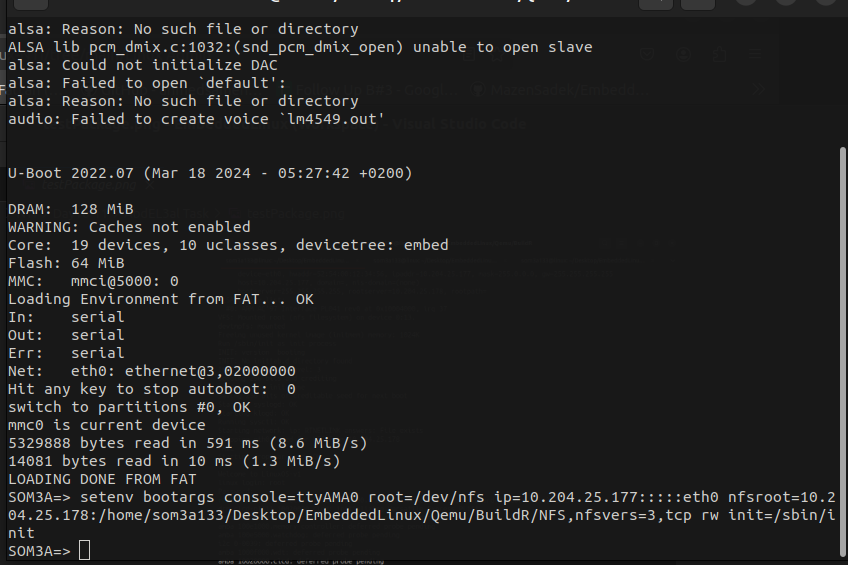 alsa: Reason: No such file or directory
ALSA lib pcm_dmix.c:1032:(snd_pcm_dmix_open) unable to open slave
alsa: Could not initialize DAC
alsa: Failed to open `default':
alsa: Reason: No such file or directory
audio: Failed to create voice `lm4549.out'
U-Boot 2022.07 (Mar 18 2024 - 05:27:42 +0200)
DRAM:  128 MiB
WARNING: Caches not enabled
Core:  19 devices, 10 uclasses, devicetree: embed
Flash: 64 MiB
MMC:   mmci@5000: 0
Loading Environment from FAT... OK
In:    serial
Out:   serial
Err:   serial
Net:   eth0: ethernet@3,02000000
Hit any key to stop autoboot:  0
switch to partitions #0, OK
mmc0 is current device
5329888 bytes read in 591 ms (8.6 MiB/s)
14081 bytes read in 10 ms (1.3 MiB/s)
LOADING DONE FROM FAT
SOM3A=> setenv bootargs console=ttyAMA0 root=/dev/nfs ip=10.204.25.177:::::eth0 nfsroot=10.2
04.25.178:/home/som3a133/Desktop/EmbeddedLinux/Qemu/BuildR/NFS,nfsvers=3,tcp rw init=/sbin/i
nit
SOM3A=>